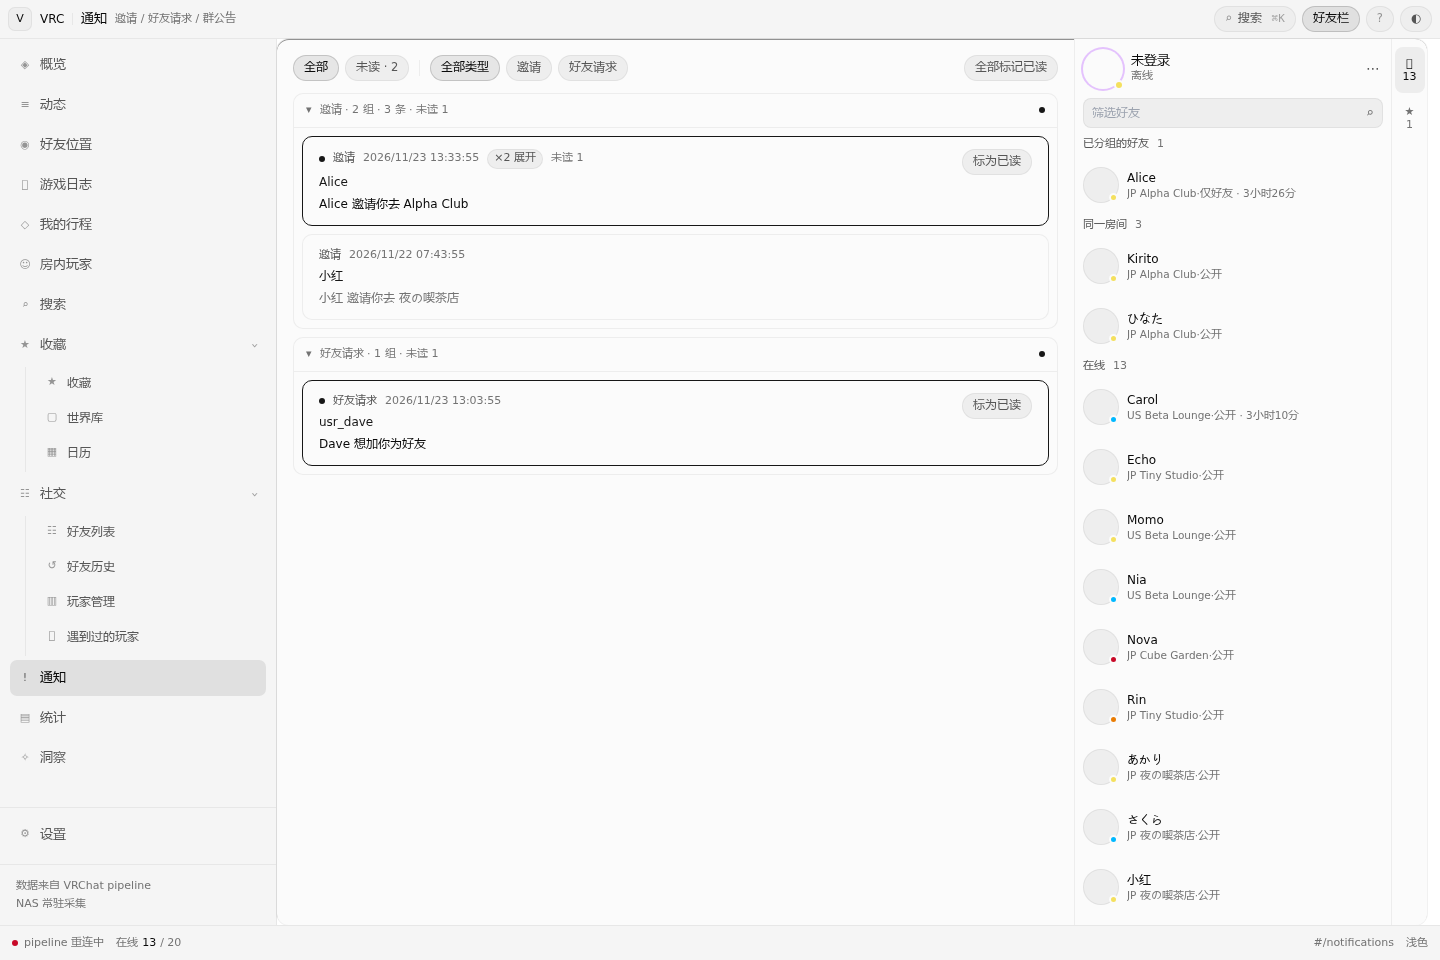 V VRC 通知 邀请 / 好友请求 / 群公告
搜索 ⌘K 好友栏 ?
概览
动态
好友位置
游戏日志
我的行程
房内玩家
搜索
收藏
收藏
世界库
日历
社交
好友列表
好友历史
玩家管理
遇到过的玩家
! 通知
统计
洞察
设置
数据来自 VRChat pipeline
NAS 常驻采集
全部 未读 · 2 全部类型 邀请 好友请求 全部标记已读
邀请 · 2 组 · 3 条 · 未读 1
邀请 2026/11/23 13:33:55 ×2 展开 未读 1 标为已读
Alice
Alice 邀请你去 Alpha Club
邀请 2026/11/22 07:43:55
小红
小红 邀请你去 夜の喫茶店
好友请求 · 1 组 · 未读 1
好友请求 2026/11/23 13:03:55 标为已读
usr_dave
Dave 想加你为好友
未登录
离线
···
筛选好友
已分组的好友 1
Alice
JP Alpha Club·仅好友 · 3小时26分
同一房间 3
Kirito
JP Alpha Club·公开
ひなた
JP Alpha Club·公开
在线 13
Carol
US Beta Lounge·公开 · 3小时10分
Echo
JP Tiny Studio·公开
Momo
US Beta Lounge·公开
Nia
US Beta Lounge·公开
Nova
JP Cube Garden·公开
Rin
JP Tiny Studio·公开
あかり
JP 夜の喫茶店·公开
さくら
JP 夜の喫茶店·公开
小红
JP 夜の喫茶店·公开
13
★
1
pipeline 重连中 在线 13 / 20
#/notifications 浅色